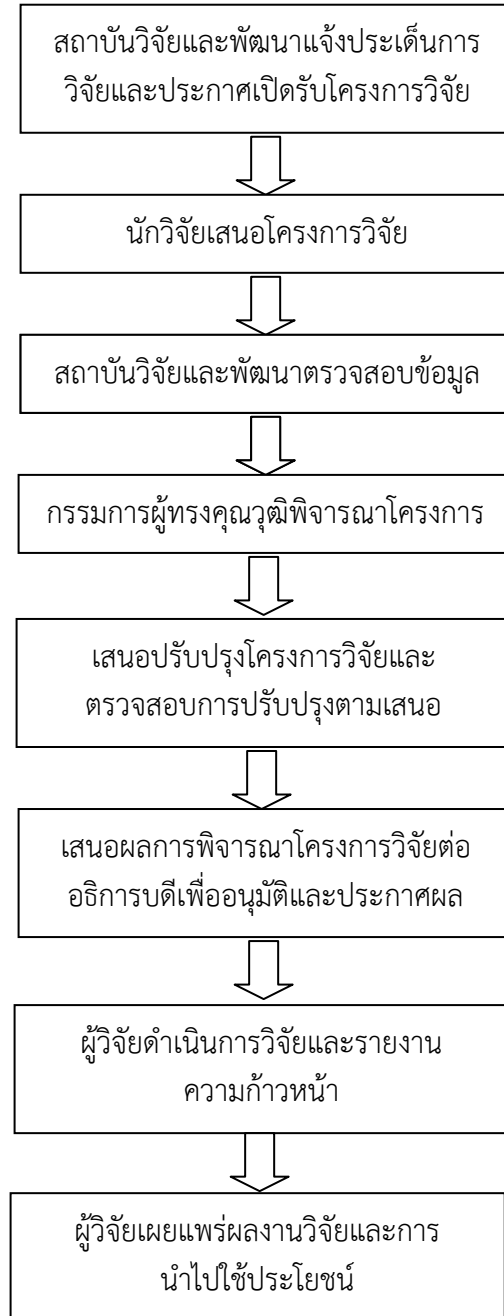 สถาบันวิจัยและพัฒนาแจ้งประเด็นการ
วิจัยและประกาศเปิดรับโครงการวิจัย
นักวิจัยเสนอโครงการวิจัย
สถาบันวิจัยและพัฒนาตรวจสอบข้อมูล
กรรมการผู้ทรงคุณวุฒิพิจารณาโครงการ
เสนอปรับปรุงโครงการวิจัยและ
ตรวจสอบการปรับปรุงตามเสนอ
เสนอผลการพิจารณาโครงการวิจัยต่อ
อธิการบดีเพื่ออนุมัติและประกาศผล
ผู้วิจัยดำเนินการวิจัยและรายงาน
ความก้าวหน้า
ผู้วิจัยเผยแพร่ผลงานวิจัยและการ
นำไปใช้ประโยชน์